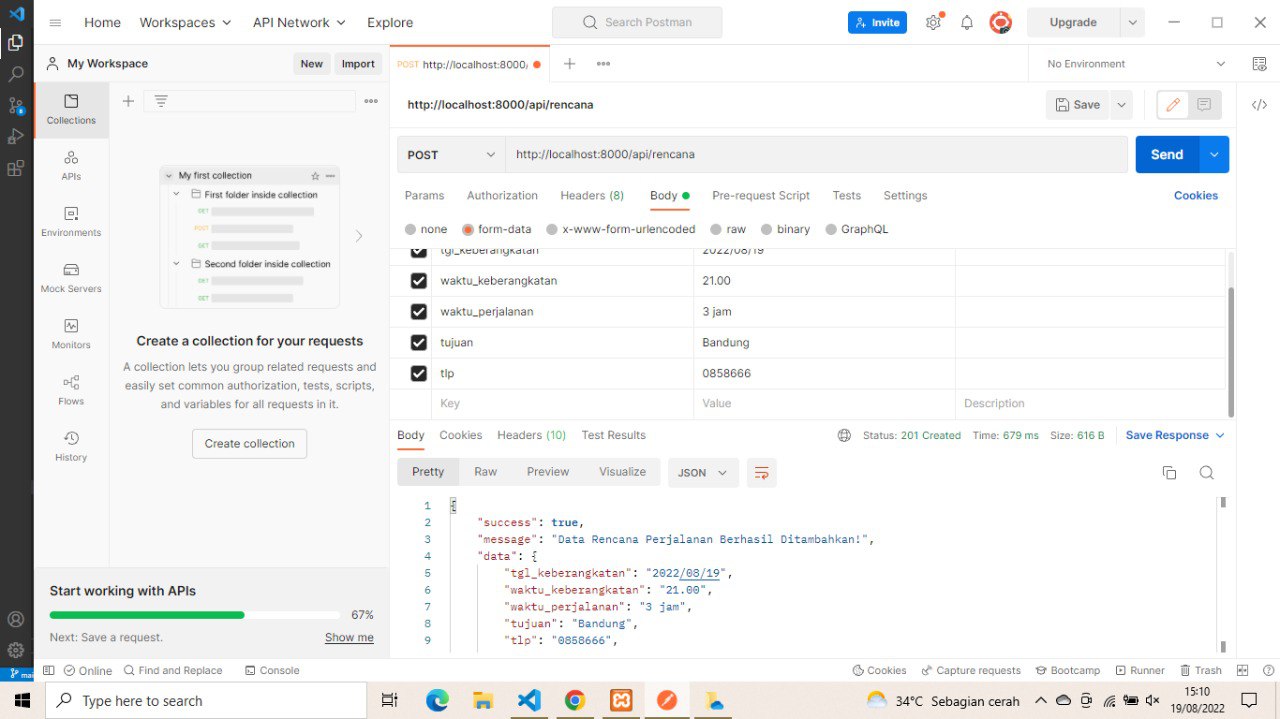 Home Workspaces API Network Explore Search Postman Invite Upgrade
My Workspace New Import POST http://localhost:8000/ No Environment
http://localhost:8000/api/rencana Save
Collections
APIs
Environments
Mock Servers
Monitors
Flows
History
My first collection
GET First folder inside collection
GET
POST
GET
Second folder inside collection
GET
GET
Create a collection for your requests
A collection lets you group related requests and
easily set common authorization, tests, scripts,
and variables for all requests in it.
Create collection
Start working with APIs
67%
Next: Save a request. Show me
POST http://localhost:8000/api/rencana Send
Params Authorization Headers (8) Body Pre-request Script Tests Settings Cookies
none form-data x-www-form-urlencoded raw binary GraphQL
tgl_keberangkatan 2022/08/19
waktu_keberangkatan 21.00
waktu_perjalanan 3 jam
tujuan Bandung
tlp 0858666
Key Value Description
Body Cookies Headers (10) Test Results Status: 201 Created Time: 679 ms Size: 616 B Save Response
Pretty Raw Preview Visualize JSON
1 {
2 "success": true,
3 "message": "Data Rencana Perjalanan Berhasil Ditambahkan!",
4 "data": {
5 "tgl_keberangkatan": "2022/08/19",
6 "waktu_keberangkatan": "21.00",
7 "waktu_perjalanan": "3 jam",
8 "tujuan": "Bandung",
9 "tlp": "0858666",
Online Find and Replace Console Cookies Capture requests Bootcamp Runner Trash
Type here to search 34°C Sebagian cerah 15:10
19/08/2022